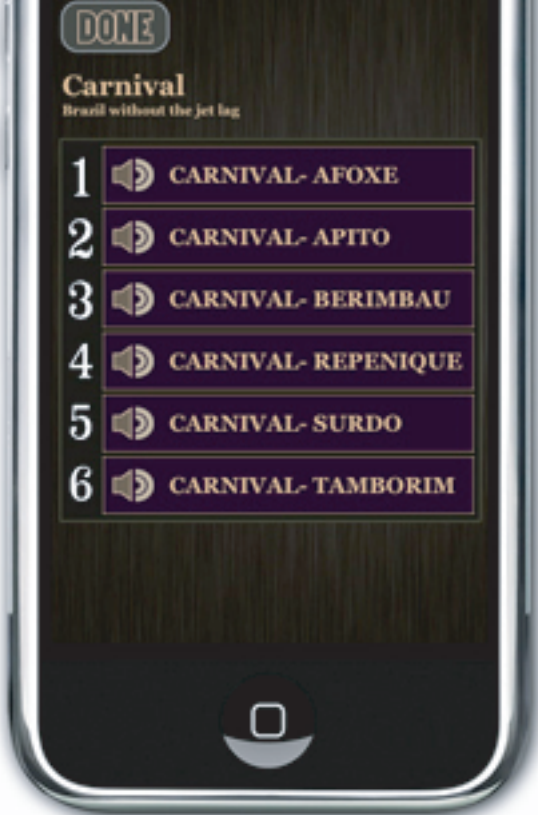 DONE
Carnival
Brazil without the jet lag
1 CARNIVAL- AFOXE
2 CARNIVAL- APITO
3 CARNIVAL- BERIMBAU
4 CARNIVAL- REPENIQUE
5 CARNIVAL- SURDO
6 CARNIVAL- TAMBORIM